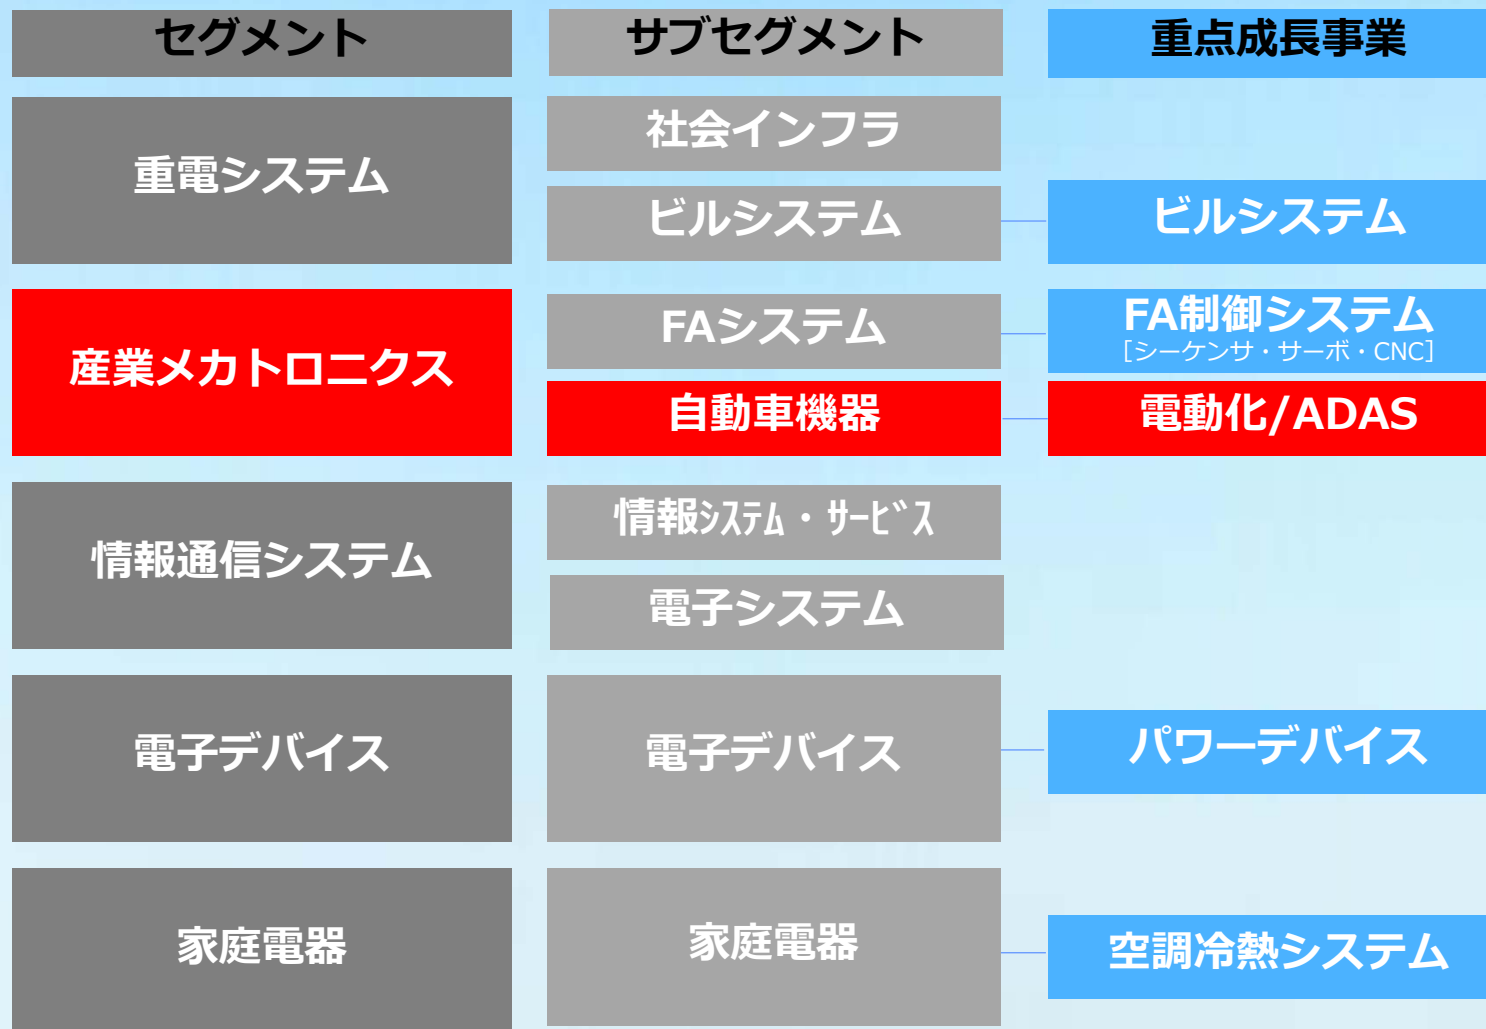 セグメント
サブセグメント
重点成長事業
重電システム
社会インフラ
ビルシステム
ビルシステム
産業メカトロニクス
FAシステム
FA制御システム
［シーケンサ・サーボ・CNC］
自動車機器
電動化/ADAS
情報通信システム
情報ｼｽﾃﾑ・ｻｰﾋﾞｽ
電子システム
電子デバイス
電子デバイス
パワーデバイス
家庭電器
家庭電器
空調冷熱システム